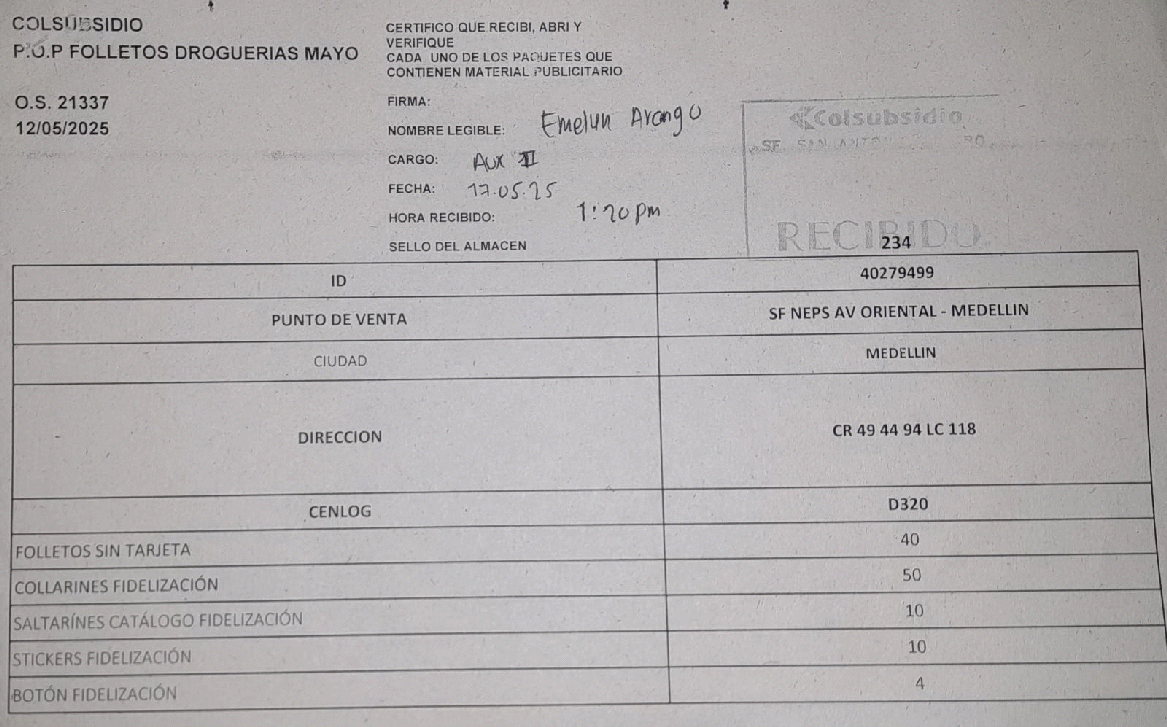 COLSUBSIDIO
P.O.P FOLLETOS DROGUERIAS MAYO
O.S. 21337
12/05/2025
CERTIFICO QUE RECIBI, ABRI Y
VERIFIQUE
CADA UNO DE LOS PAQUETES QUE
CONTIENEN MATERIAL PUBLICITARIO
FIRMA:
NOMBRE LEGIBLE: Emelyn Arango
CARGO: Aux II
FECHA: 17.05.25
HORA RECIBIDO: 1:20 pm
SELLO DEL ALMACEN
Colsubsidio
SF
RECIBIDO
234
ID 40279499
PUNTO DE VENTA SF NEPS AV ORIENTAL - MEDELLIN
CIUDAD MEDELLIN
DIRECCION CR 49 44 94 LC 118
CENLOG D320
FOLLETOS SIN TARJETA 40
COLLARINES FIDELIZACIÓN 50
SALTARÍNES CATÁLOGO FIDELIZACIÓN 10
STICKERS FIDELIZACIÓN 10
BOTÓN FIDELIZACIÓN 4